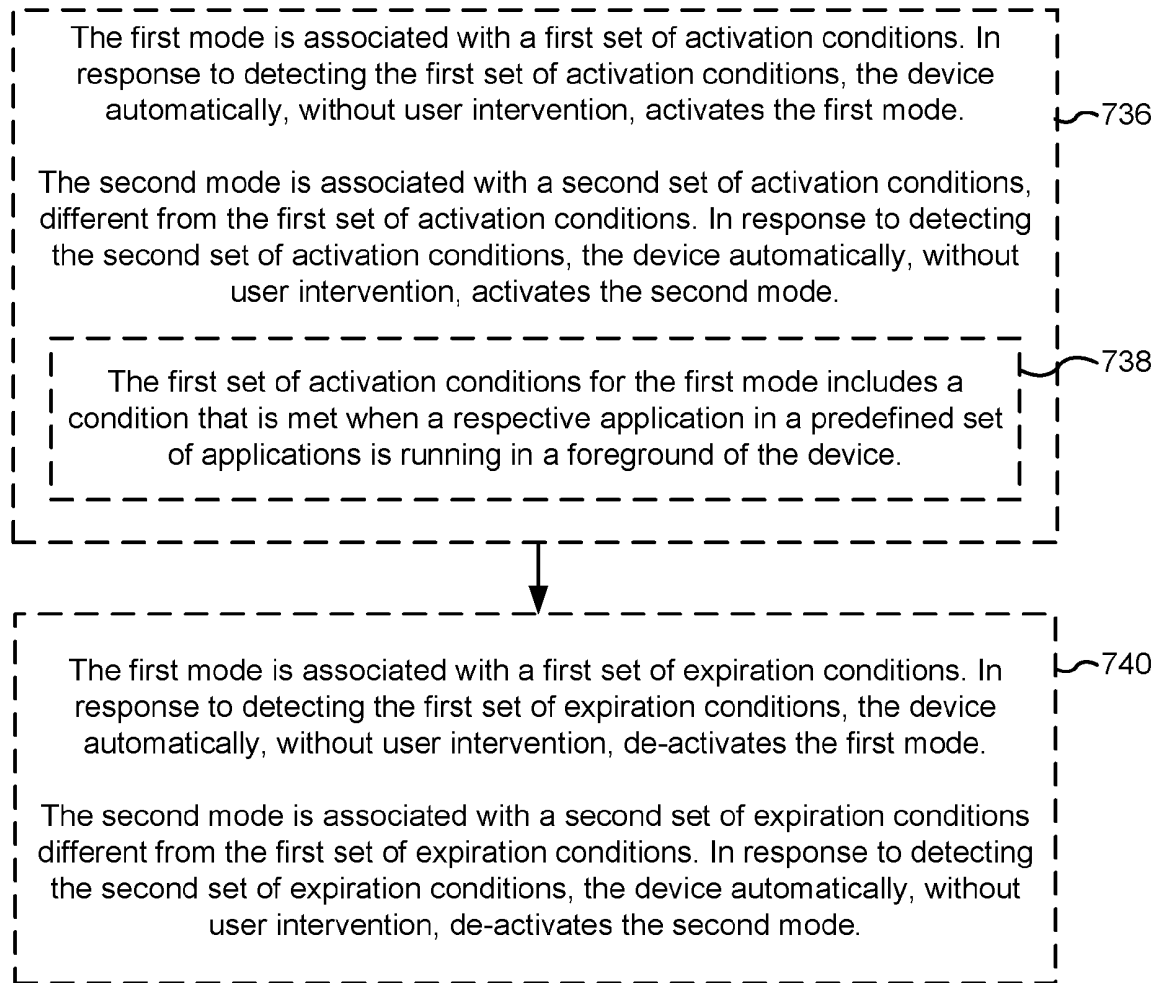 The first mode is associated with a first set of activation conditions. In
response to detecting the first set of activation conditions, the device
automatically, without user intervention, activates the first mode.
736
The second mode is associated with a second set of activation conditions,
different from the first set of activation conditions. In response to detecting
the second set of activation conditions, the device automatically, without
user intervention, activates the second mode.
738
The first set of activation conditions for the first mode includes a
condition that is met when a respective application in a predefined set
of applications is running in a foreground of the device.
740
The first mode is associated with a first set of expiration conditions. In
response to detecting the first set of expiration conditions, the device
automatically, without user intervention, de-activates the first mode.
The second mode is associated with a second set of expiration conditions
different from the first set of expiration conditions. In response to detecting
the second set of expiration conditions, the device automatically, without
user intervention, de-activates the second mode.